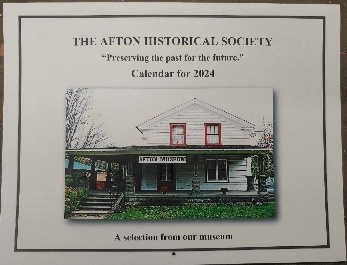 THE AFTON HISTORICAL SOCIETY
"Preserving the past for the future."
Calendar for 2024
AFTON MUSEUM
A selection from our museum